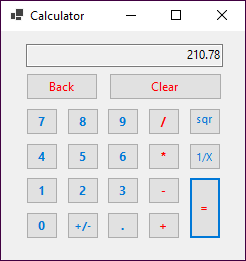 Calculator
210.78
Back Clear
7 8 9 / sqr
4 5 6 * 1/X
1 2 3 - =
0 +/- . +